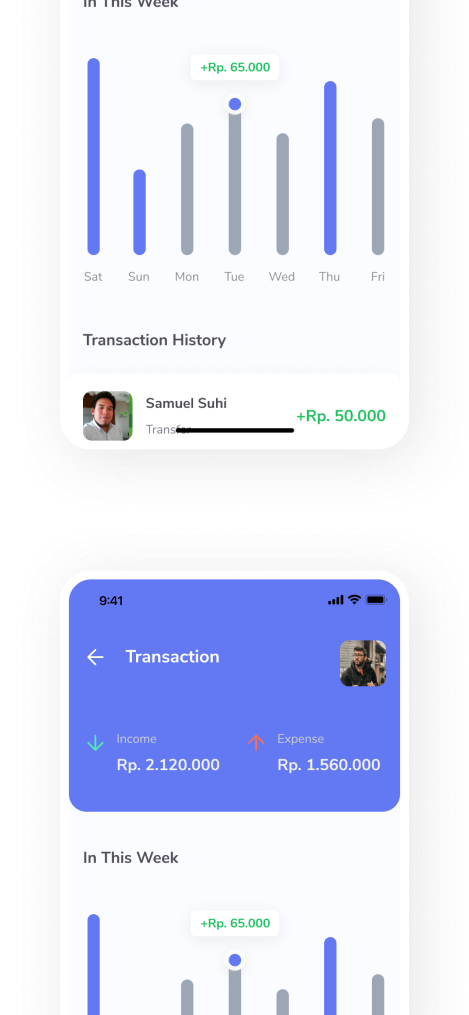 In This Week
+Rp. 65.000
Sat Sun Mon Tue Wed Thu Fri
Transaction History
Samuel Suhi
Transfer
+Rp. 50.000
9:41
Transaction
Income
Expense
Rp. 2.120.000
Rp. 1.560.000
In This Week
+Rp. 65.000